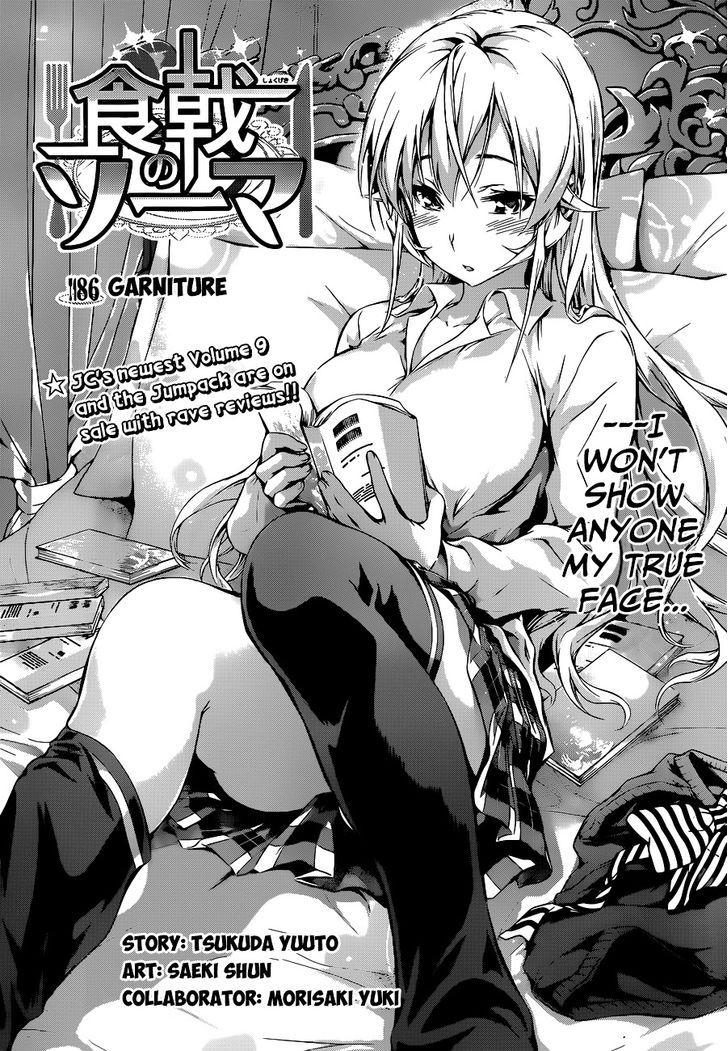 しょくげき
食戟
の
ソーマ
#86 GARNITURE
☆ JC's newest Volume 9
and the Jumpack are on
sale with rave reviews!!
---I
WON'T
SHOW
ANYONE
MY TRUE
FACE...
STORY: TSUKUDA YUUTO
ART: SAEKI SHUN
COLLABORATOR: MORISAKI YUKI